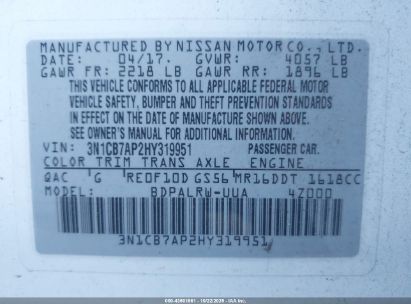 MANUFACTURED BY NISSAN MOTOR CO., LTD.
DATE: 04/17. GVWR: 4057 LB
GAWR FR: 2218 LB GAWR RR: 1896 LB
THIS VEHICLE CONFORMS TO ALL APPLICABLE FEDERAL MOTOR
VEHICLE SAFETY, BUMPER AND THEFT PREVENTION STANDARDS
IN EFFECT ON THE DATE OF MANUFACTURE SHOWN ABOVE.
SEE OWNER'S MANUAL FOR ADDITIONAL INFORMATION.
VIN: 3N1CB7AP2HY319951 PASSENGER CAR.
COLOR TRIM TRANS AXLE ENGINE
QAC G RE0F10D GS56 MR16DDT 1618CC
MODEL: BDPALRW-UUA 4Z000
3N1CB7AP2HY319951